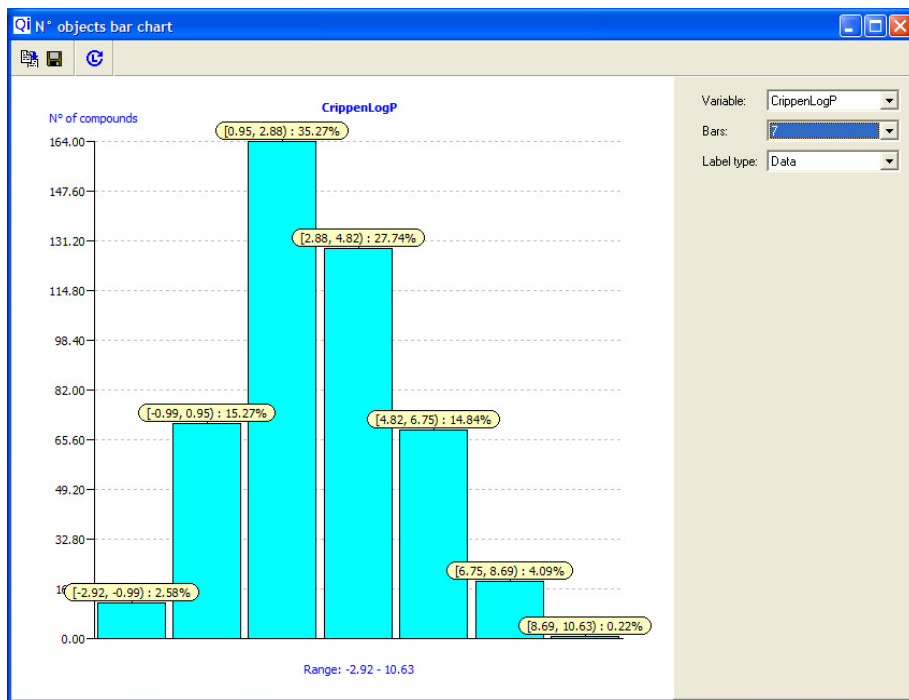 Qi N° objects bar chart
CrippenLogP
N° of compounds
Variable: CrippenLogP
Bars: 7
Label type: Data
164.00
147.60
131.20
114.80
98.40
82.00
65.60
49.20
32.80
0.00
[-2.92, -0.99) : 2.58%
[-0.99, 0.95) : 15.27%
[0.95, 2.88) : 35.27%
[2.88, 4.82) : 27.74%
[4.82, 6.75) : 14.84%
[6.75, 8.69) : 4.09%
[8.69, 10.63) : 0.22%
Range: -2.92 - 10.63